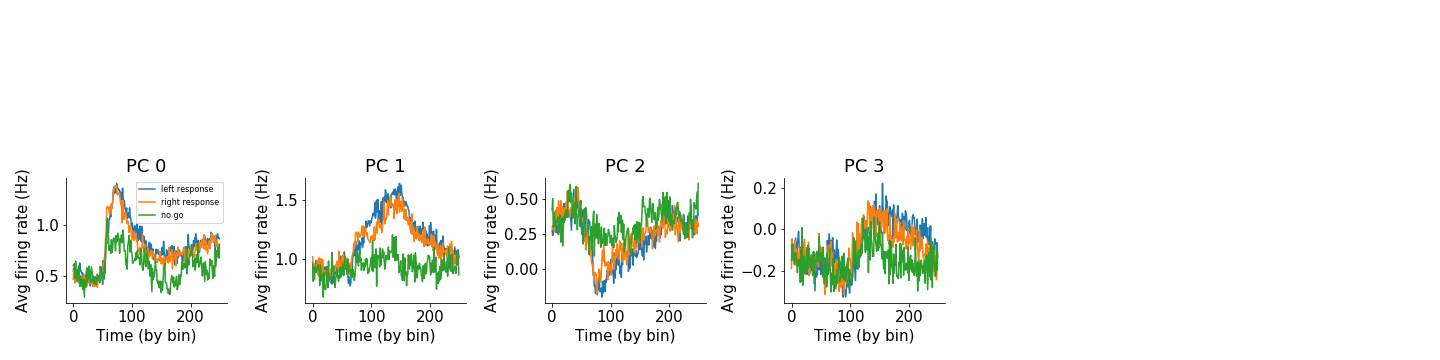 PC 0
Avg firing rate (Hz)
1.0
0.5
left response
right response
no go
0
100
200
Time (by bin)
PC 1
Avg firing rate (Hz)
1.5
1.0
0
100
200
Time (by bin)
PC 2
Avg firing rate (Hz)
0.50
0.25
0.00
0
100
200
Time (by bin)
PC 3
Avg firing rate (Hz)
0.2
0.0
−0.2
0
100
200
Time (by bin)